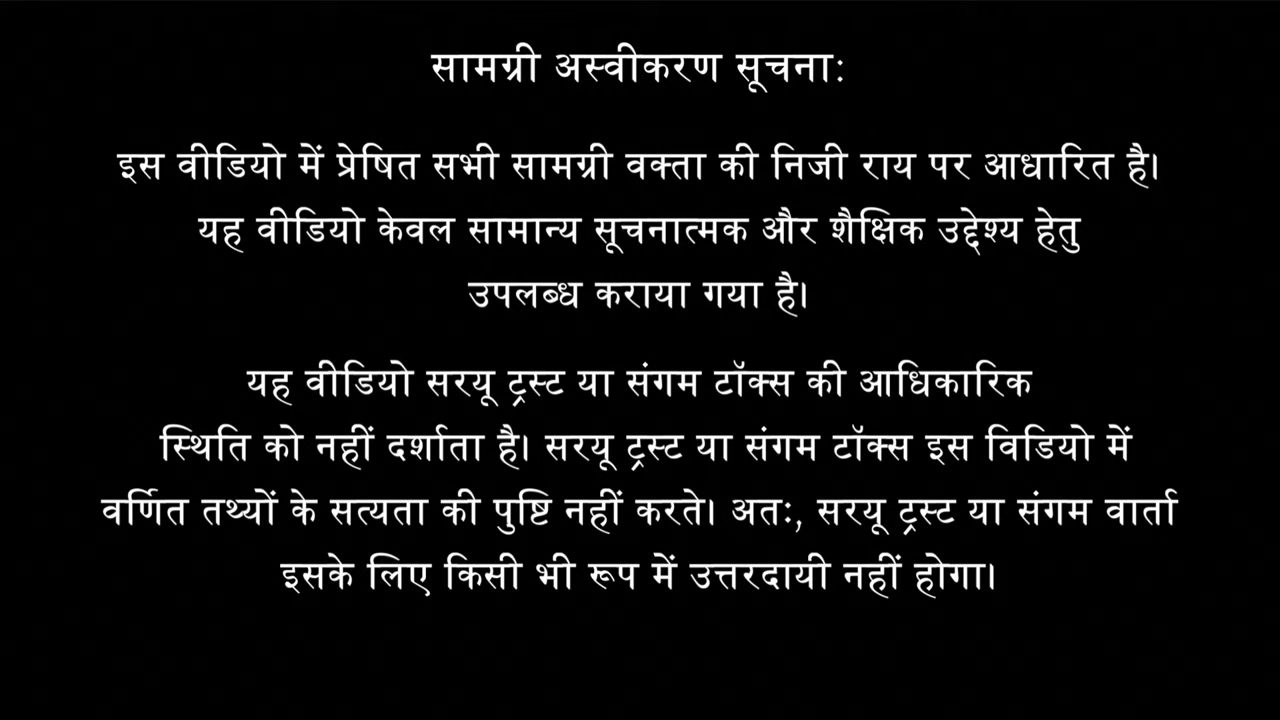 सामग्री अस्वीकरण सूचना:
इस वीडियो में प्रेषित सभी सामग्री वक्ता की निजी राय पर आधारित है।
यह वीडियो केवल सामान्य सूचनात्मक और शैक्षिक उद्देश्य हेतु
उपलब्ध कराया गया है।
यह वीडियो सरयू ट्रस्ट या संगम टॉक्स की आधिकारिक
स्थिति को नहीं दर्शाता है। सरयू ट्रस्ट या संगम टॉक्स इस विडियो में
वर्णित तथ्यों के सत्यता की पुष्टि नहीं करते। अतः, सरयू ट्रस्ट या संगम वार्ता
इसके लिए किसी भी रूप में उत्तरदायी नहीं होगा।